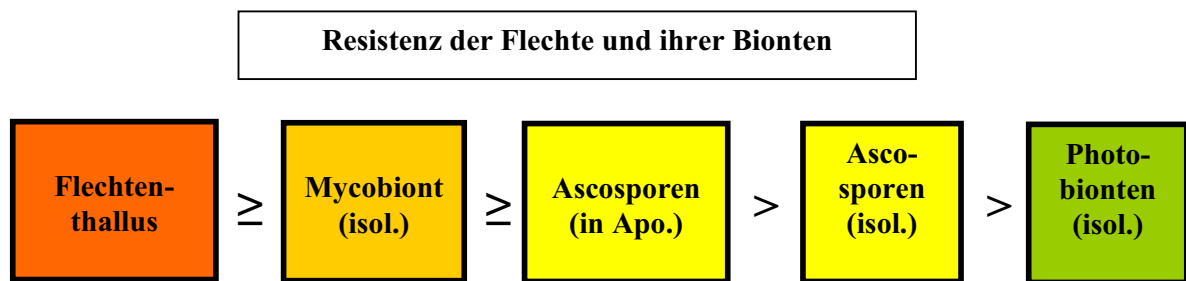 Resistenz der Flechte und ihrer Bionten
Flechten-
thallus
≥
Mycobiont
(isol.)
≥
Ascosporen
(in Apo.)
>
Asco-
sporen
(isol.)
>
Photo-
bionten
(isol.)